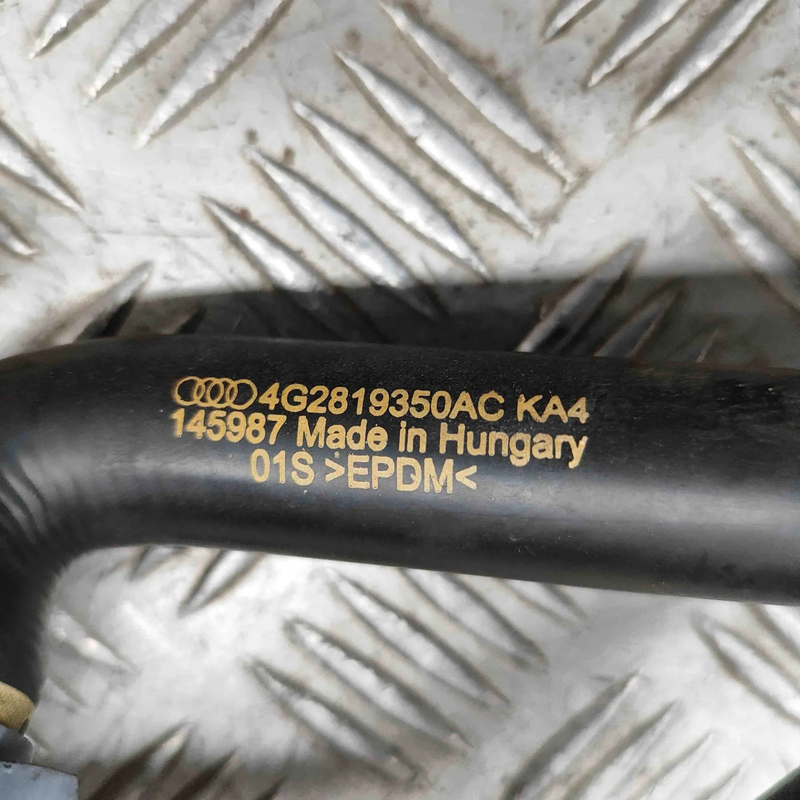 4G2819350AC KA4
145987 Made in Hungary
01S >EPDM<